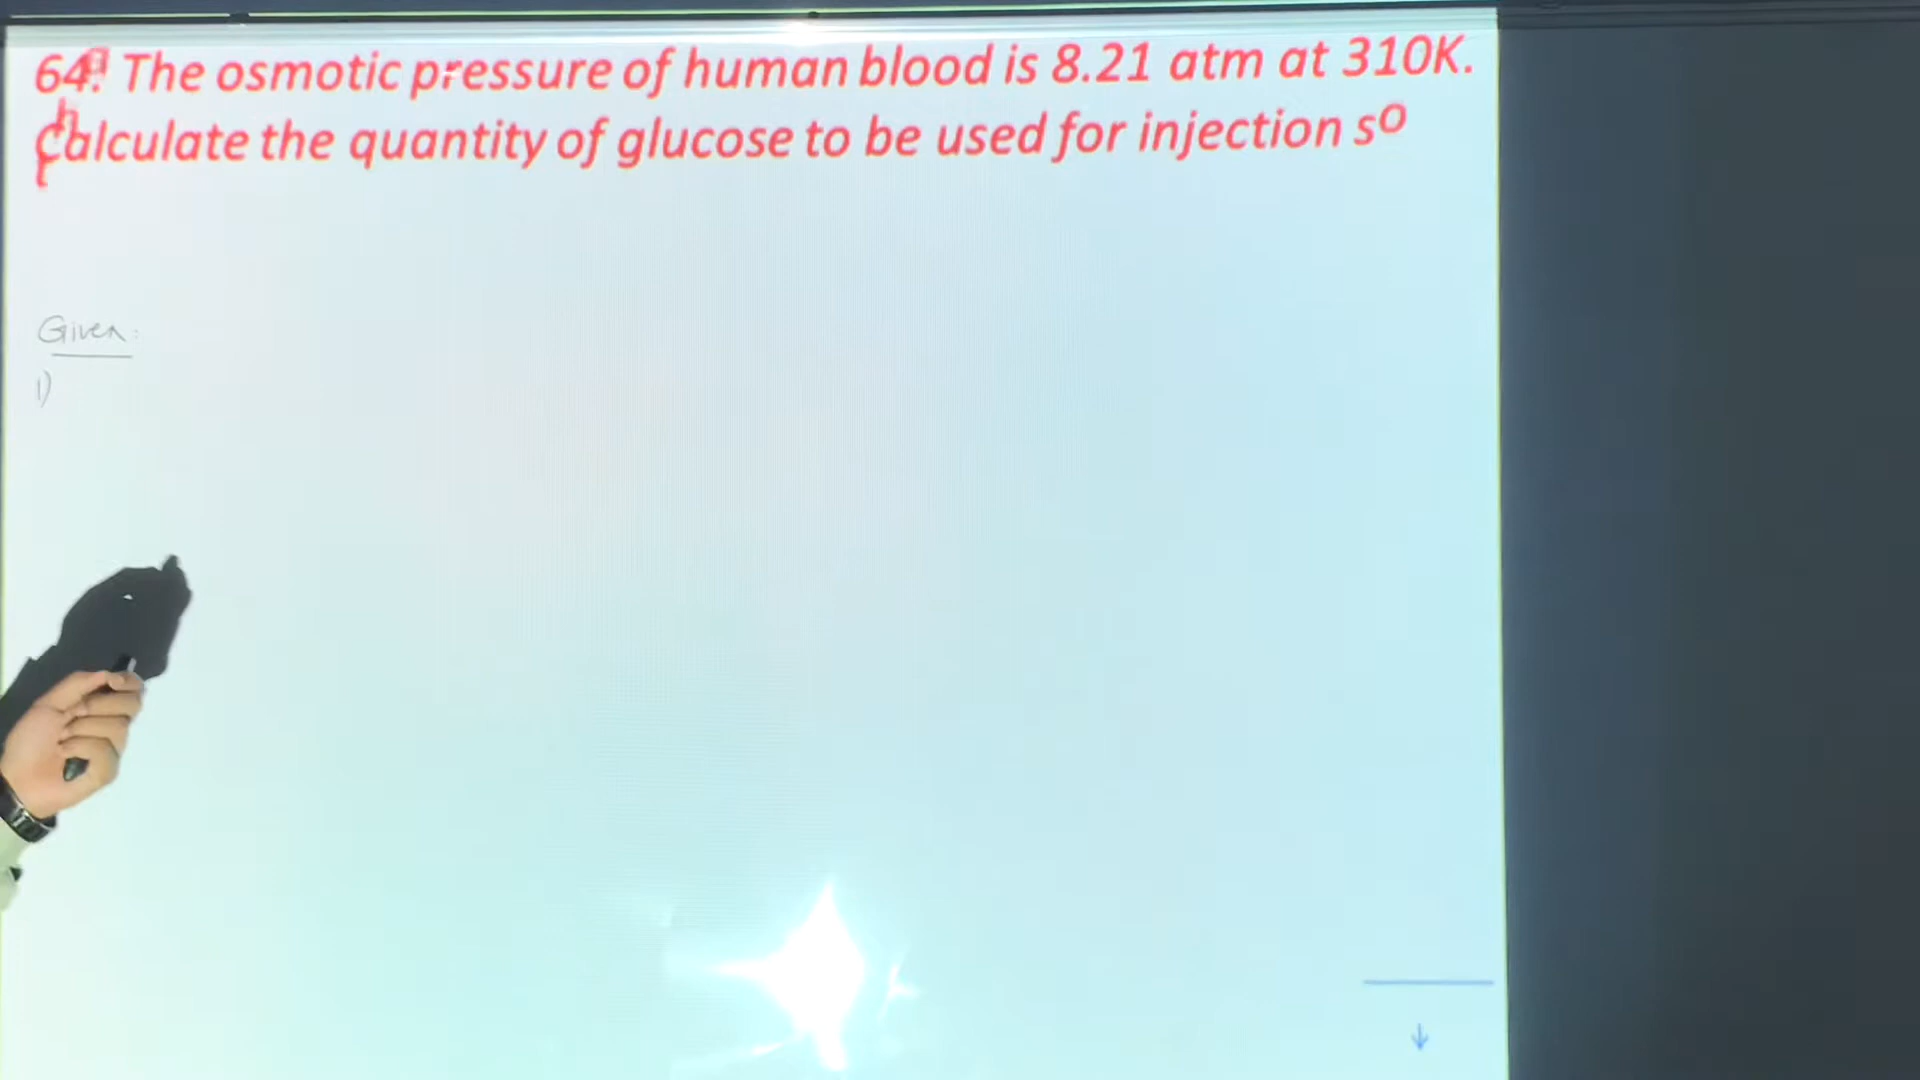 64. The osmotic pressure of human blood is 8.21 atm at 310K.
Calculate the quantity of glucose to be used for injection so
Given:
1)